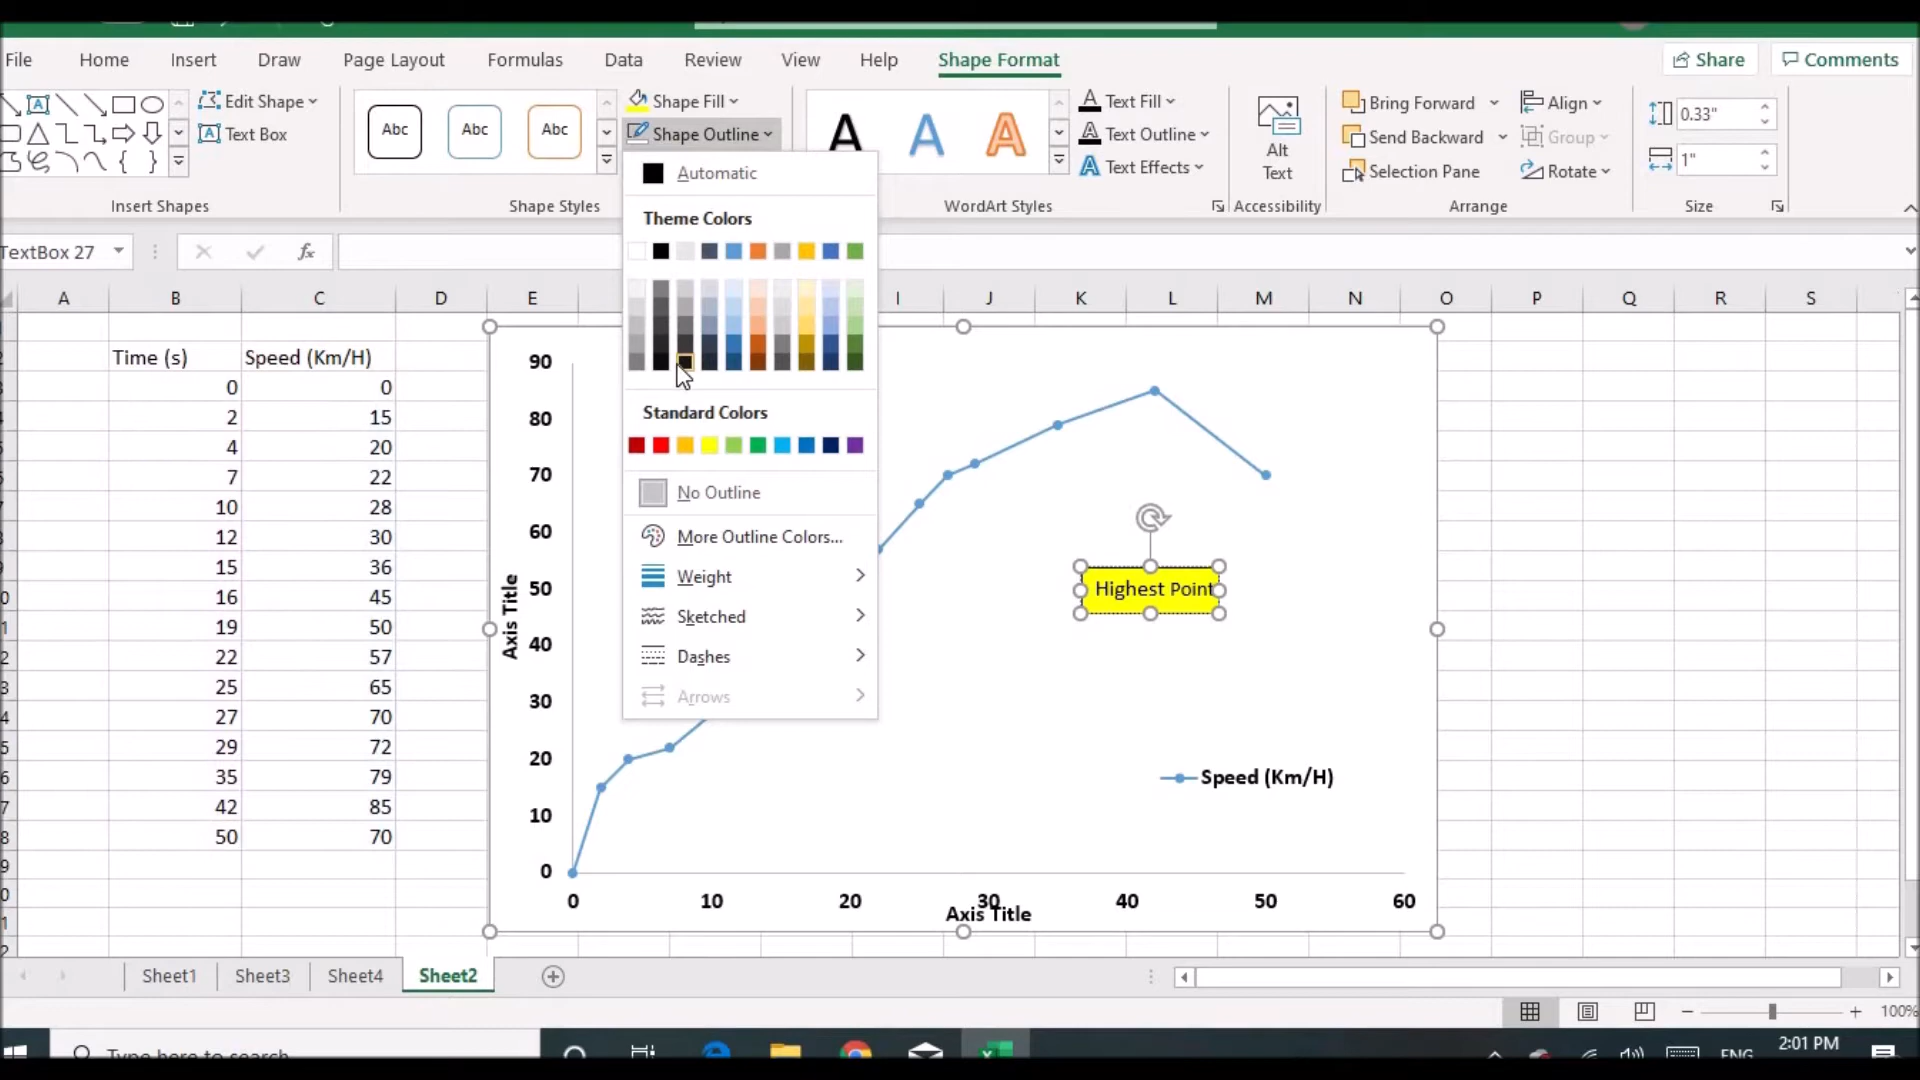 File Home Insert Draw Page Layout Formulas Data Review View Help Shape Format Share Comments
Edit Shape
Text Box
Insert Shapes
Abc Abc Abc
Shape Styles
Shape Fill
Shape Outline
A A A
WordArt Styles
Text Fill
Text Outline
Text Effects
Alt
Text
Accessibility
Bring Forward
Send Backward
Selection Pane
Align
Group
Rotate
Arrange
0.33"
1"
Size
Automatic
Theme Colors
Standard Colors
No Outline
More Outline Colors...
Weight
Sketched
Dashes
Arrows
TextBox 27
fx
A B C D E I J K L M N O P Q R S
Time (s) Speed (Km/H)
0 0
2 15
4 20
7 22
10 28
12 30
15 36
16 45
19 50
22 57
25 65
27 70
29 72
35 79
42 85
50 70
90
80
70
60
50
40
30
20
10
0
Axis Title
Highest Point
Speed (Km/H)
0 10 20 30 40 50 60
Axis Title
Sheet1 Sheet3 Sheet4 Sheet2
100%
Type here to search
ENG
2:01 PM